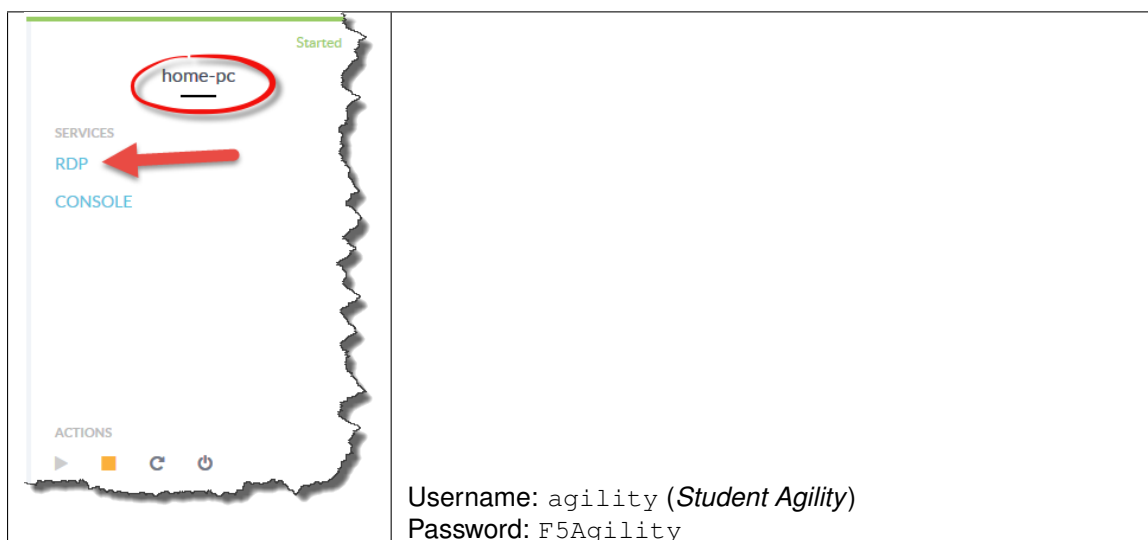 Started
home-pc
SERVICES
RDP
CONSOLE
ACTIONS
Username: agility (Student Agility)
Password: F5Agility